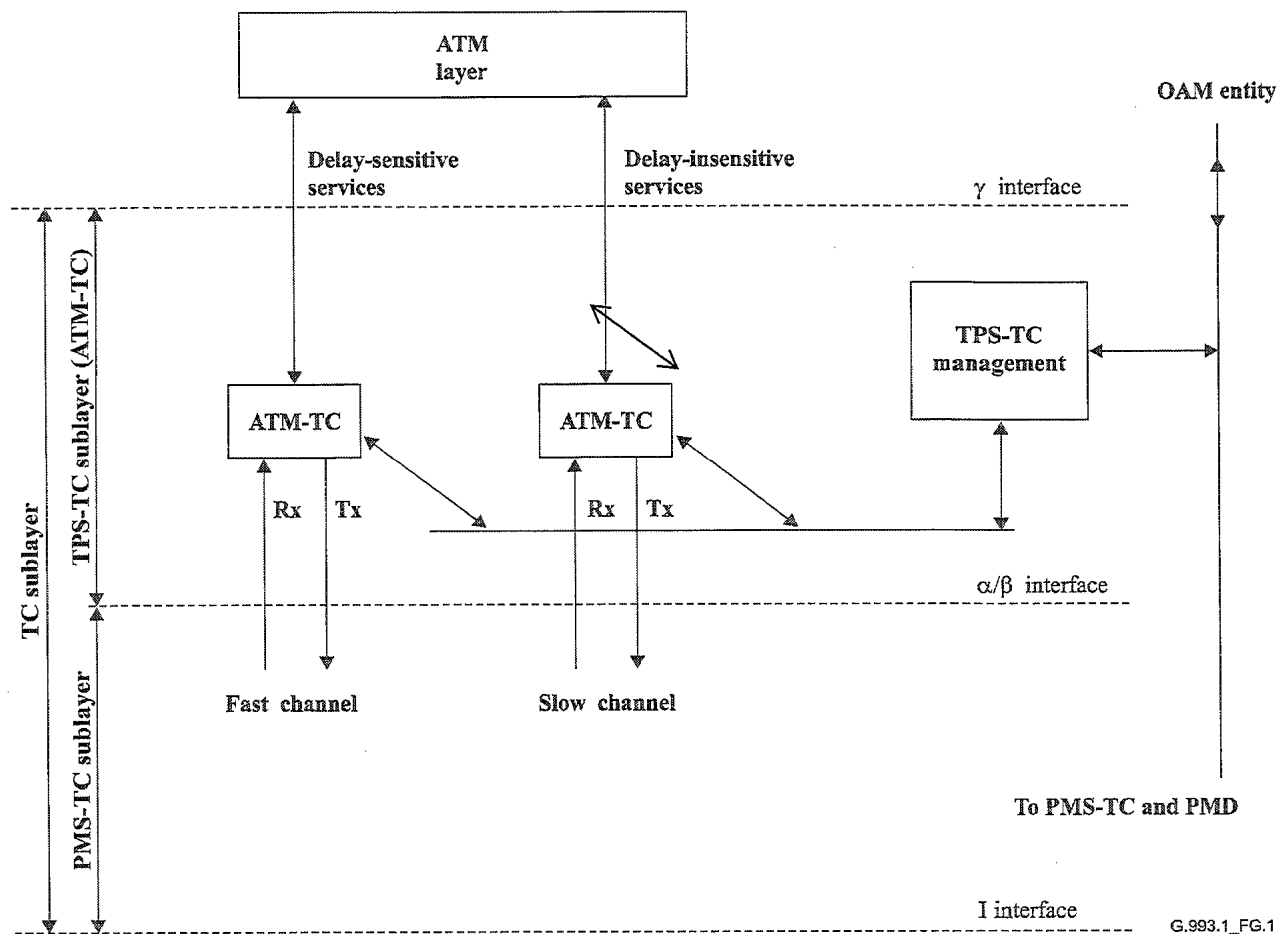 ATM
layer
OAM entity
Delay-sensitive
services
Delay-insensitive
services
γ interface
TC sublayer
TPS-TC sublayer (ATM-TC)
PMS-TC sublayer
TPS-TC
management
ATM-TC
ATM-TC
Rx
Tx
Rx
Tx
α/β interface
Fast channel
Slow channel
To PMS-TC and PMD
I interface
G.993.1_FG.1